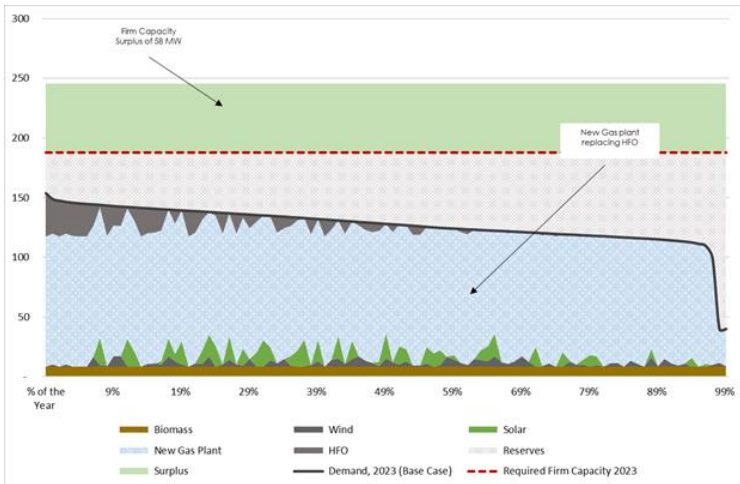 300
Firm Capacity
Surplus of 58 MW
250
New Gas plant
replacing HFO
200
150
100
50
-
% of the
Year
9%
19%
29%
39%
49%
59%
69%
79%
89%
99%
Biomass
Wind
Solar
New Gas Plant
HFO
Reserves
Surplus
Demand, 2023 (Base Case)
Required Firm Capacity 2023